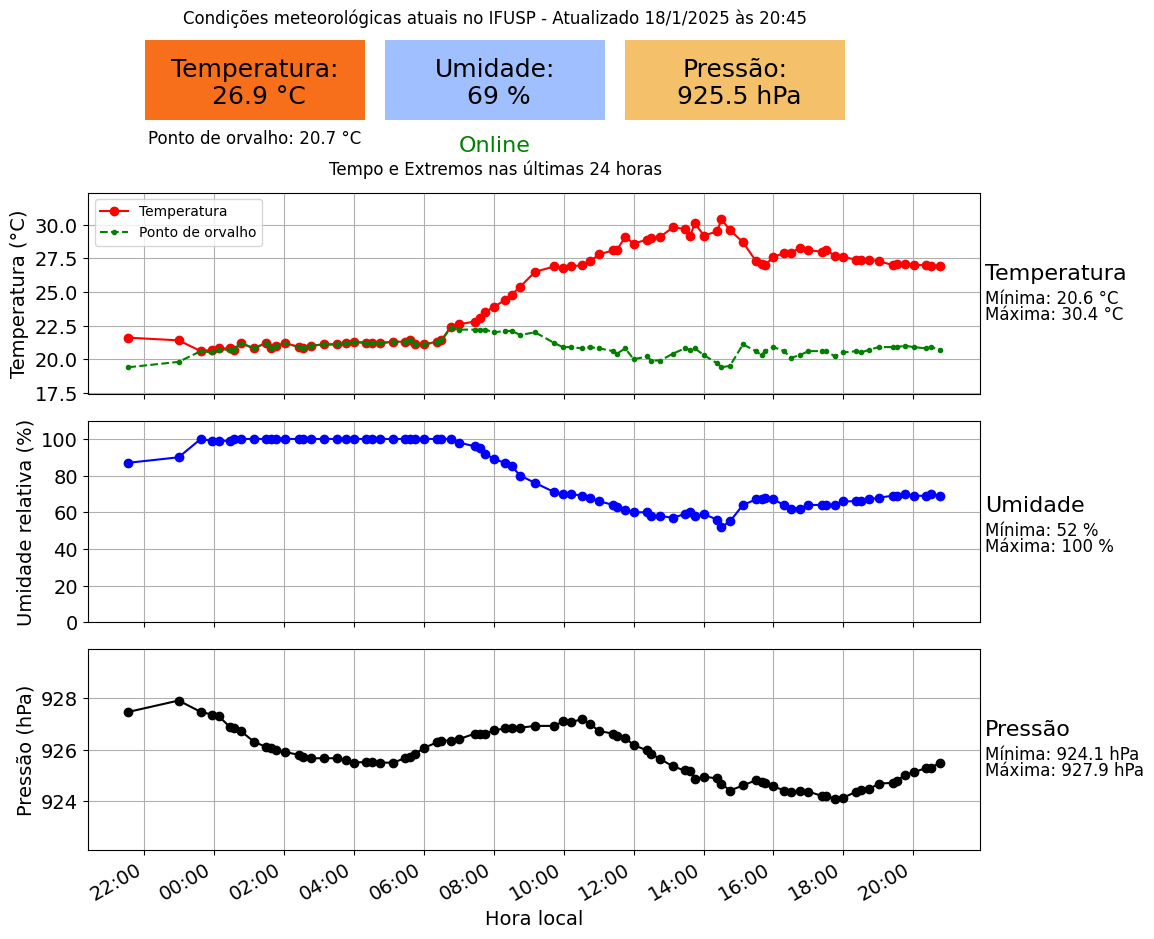 Condições meteorológicas atuais no IFUSP - Atualizado 18/1/2025 às 20:45
Temperatura:
26.9 °C
Umidade:
69 %
Pressão:
925.5 hPa
Ponto de orvalho: 20.7 °C
Online
Tempo e Extremos nas últimas 24 horas
Temperatura (°C)
30.0
27.5
25.0
22.5
20.0
17.5
Temperatura
Ponto de orvalho
Temperatura
Mínima: 20.6 °C
Máxima: 30.4 °C
Umidade relativa (%)
100
80
60
40
20
0
Umidade
Mínima: 52 %
Máxima: 100 %
Pressão (hPa)
928
926
924
Pressão
Mínima: 924.1 hPa
Máxima: 927.9 hPa
22:00 00:00 02:00 04:00 06:00 08:00 10:00 12:00 14:00 16:00 18:00 20:00
Hora local